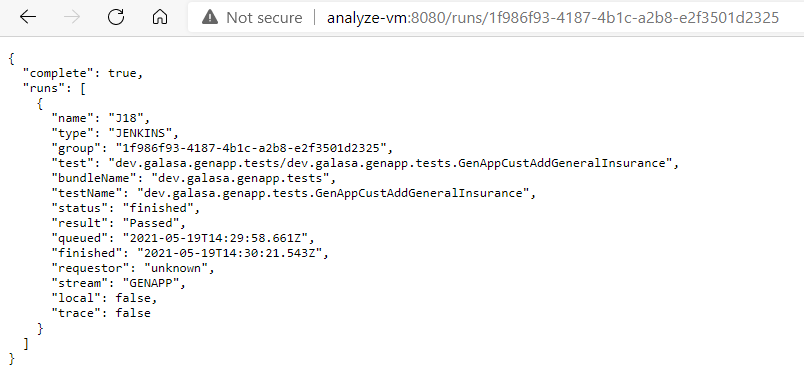 Not secure | analyze-vm:8080/runs/1f986f93-4187-4b1c-a2b8-e2f3501d2325
{
  "complete": true,
  "runs": [
    {
      "name": "J18",
      "type": "JENKINS",
      "group": "1f986f93-4187-4b1c-a2b8-e2f3501d2325",
      "test": "dev.galasa.genapp.tests/dev.galasa.genapp.tests.GenAppCustAddGeneralInsurance",
      "bundleName": "dev.galasa.genapp.tests",
      "testName": "dev.galasa.genapp.tests.GenAppCustAddGeneralInsurance",
      "status": "finished",
      "result": "Passed",
      "queued": "2021-05-19T14:29:58.661Z",
      "finished": "2021-05-19T14:30:21.543Z",
      "requestor": "unknown",
      "stream": "GENAPP",
      "local": false,
      "trace": false
    }
  ]
}